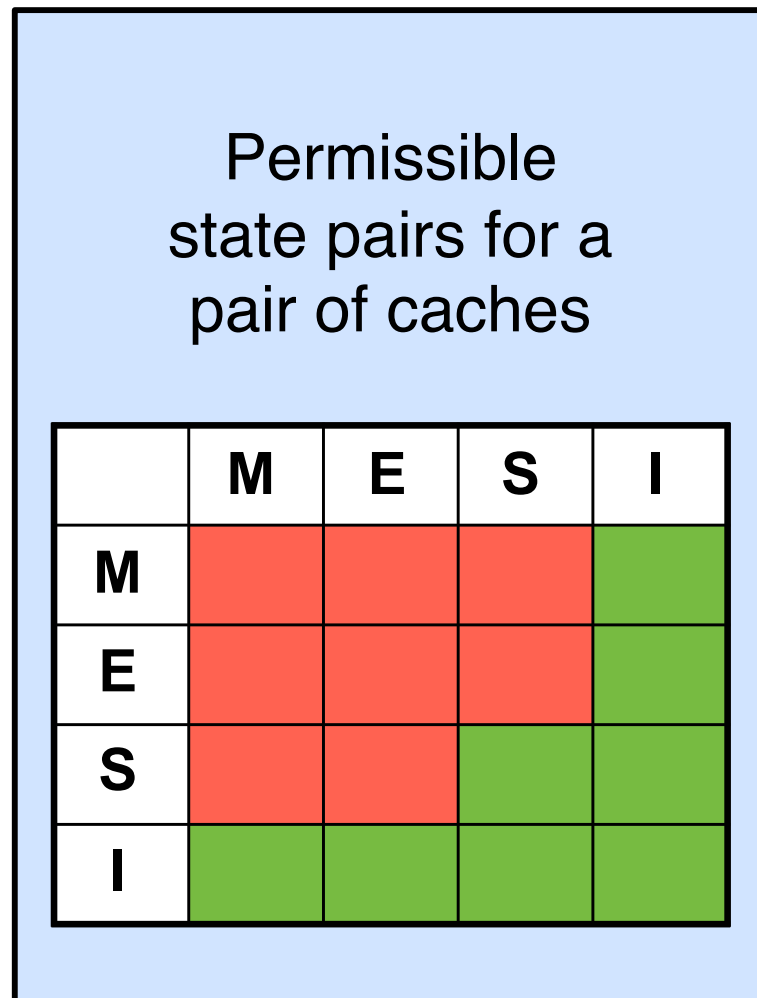 Permissible
state pairs for a
pair of caches
M E S I
M
E
S
I